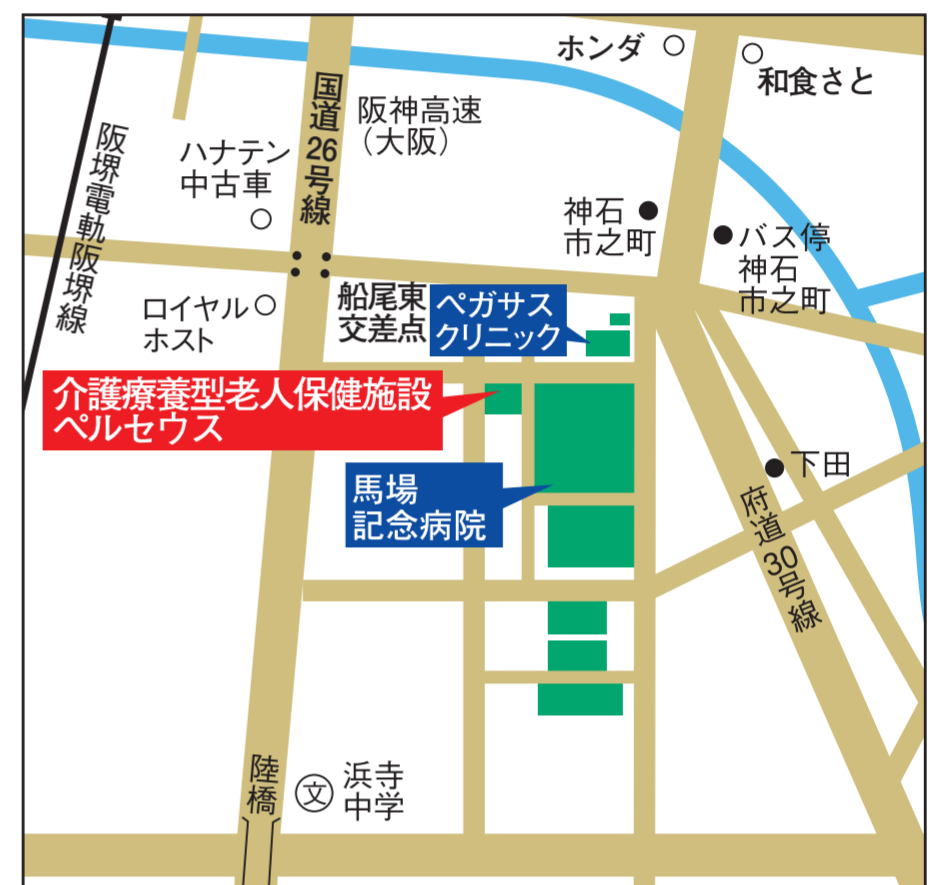 ホンダ
和食さと
国道26号線
阪神高速
（大阪）
阪堺電軌阪堺線
ハナテン
中古車
神石
市之町
バス停
神石
市之町
ロイヤル
ホスト
船尾東
交差点
ペガサス
クリニック
介護療養型老人保健施設
ペルセウス
馬場
記念病院
下田
府道30号線
陸橋
文
浜寺
中学